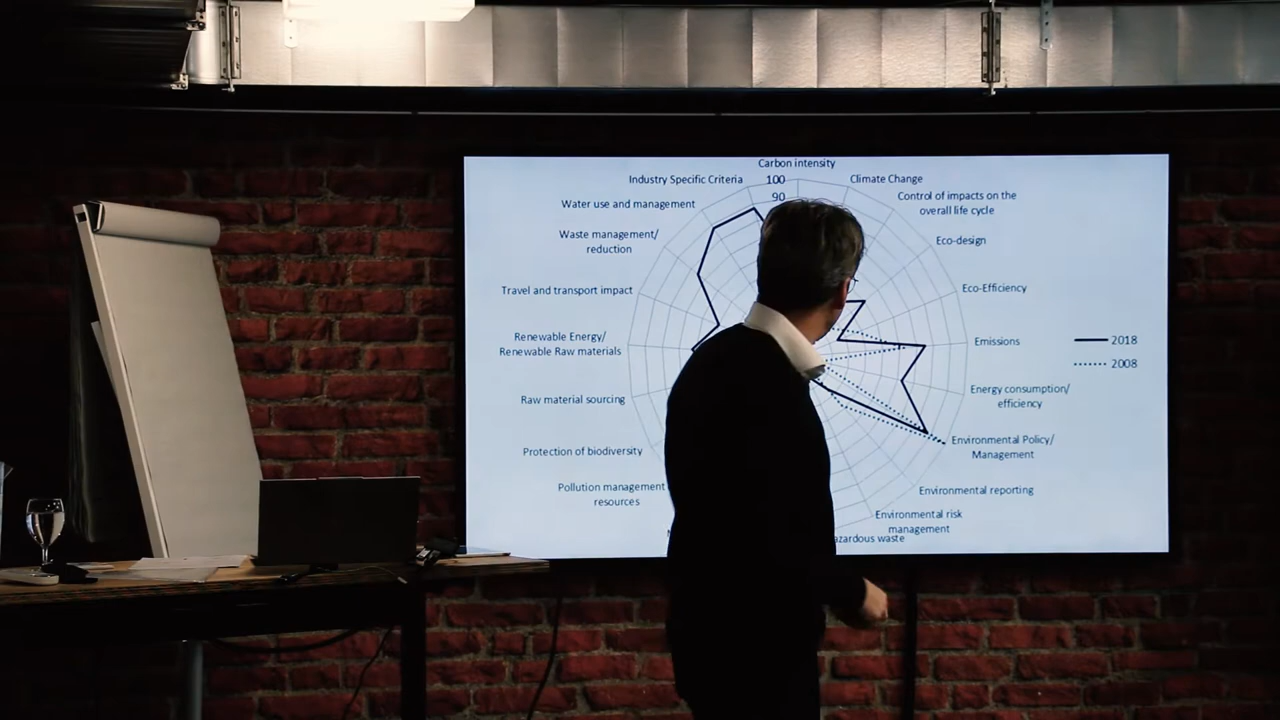 Carbon intensity
Industry Specific Criteria
100
Climate Change
90
Control of impacts on the
overall life cycle
Water use and management
Waste management/
reduction
Eco-design
Travel and transport impact
Eco-Efficiency
Renewable Energy/
Renewable Raw materials
Emissions
2018
2008
Raw material sourcing
Energy consumption/
efficiency
Protection of biodiversity
Environmental Policy/
Management
Pollution management
resources
Environmental reporting
Environmental risk
management
azardous waste